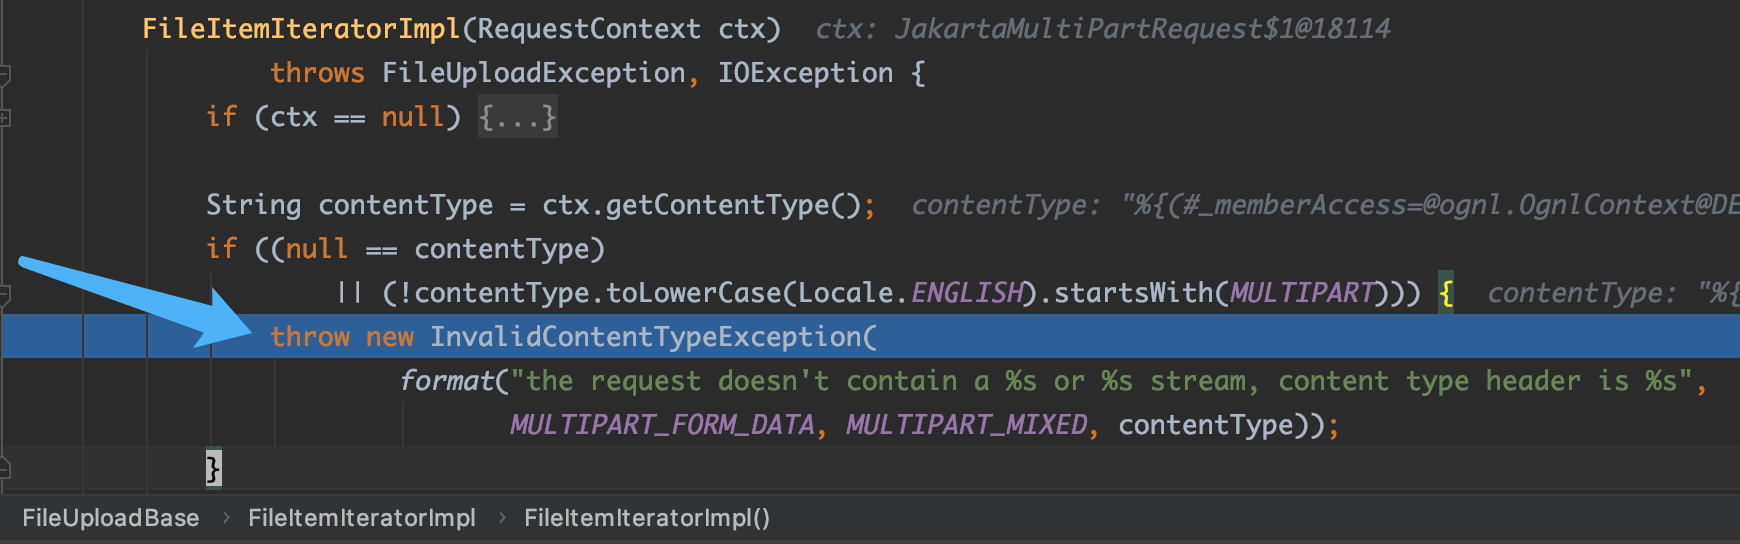 FileItemIteratorImpl(RequestContext ctx)  ctx: JakartaMultiPartRequest$1@18114
throws FileUploadException, IOException {
if (ctx == null) {...}
String contentType = ctx.getContentType();  contentType: "%{(#_memberAccess=@ognl.OgnlContext@DE
if ((null == contentType)
|| (!contentType.toLowerCase(Locale.ENGLISH).startsWith(MULTIPART))) {  contentType: "%{
throw new InvalidContentTypeException(
format("the request doesn't contain a %s or %s stream, content type header is %s",
MULTIPART_FORM_DATA, MULTIPART_MIXED, contentType));
}
FileUploadBase › FileItemIteratorImpl › FileItemIteratorImpl()